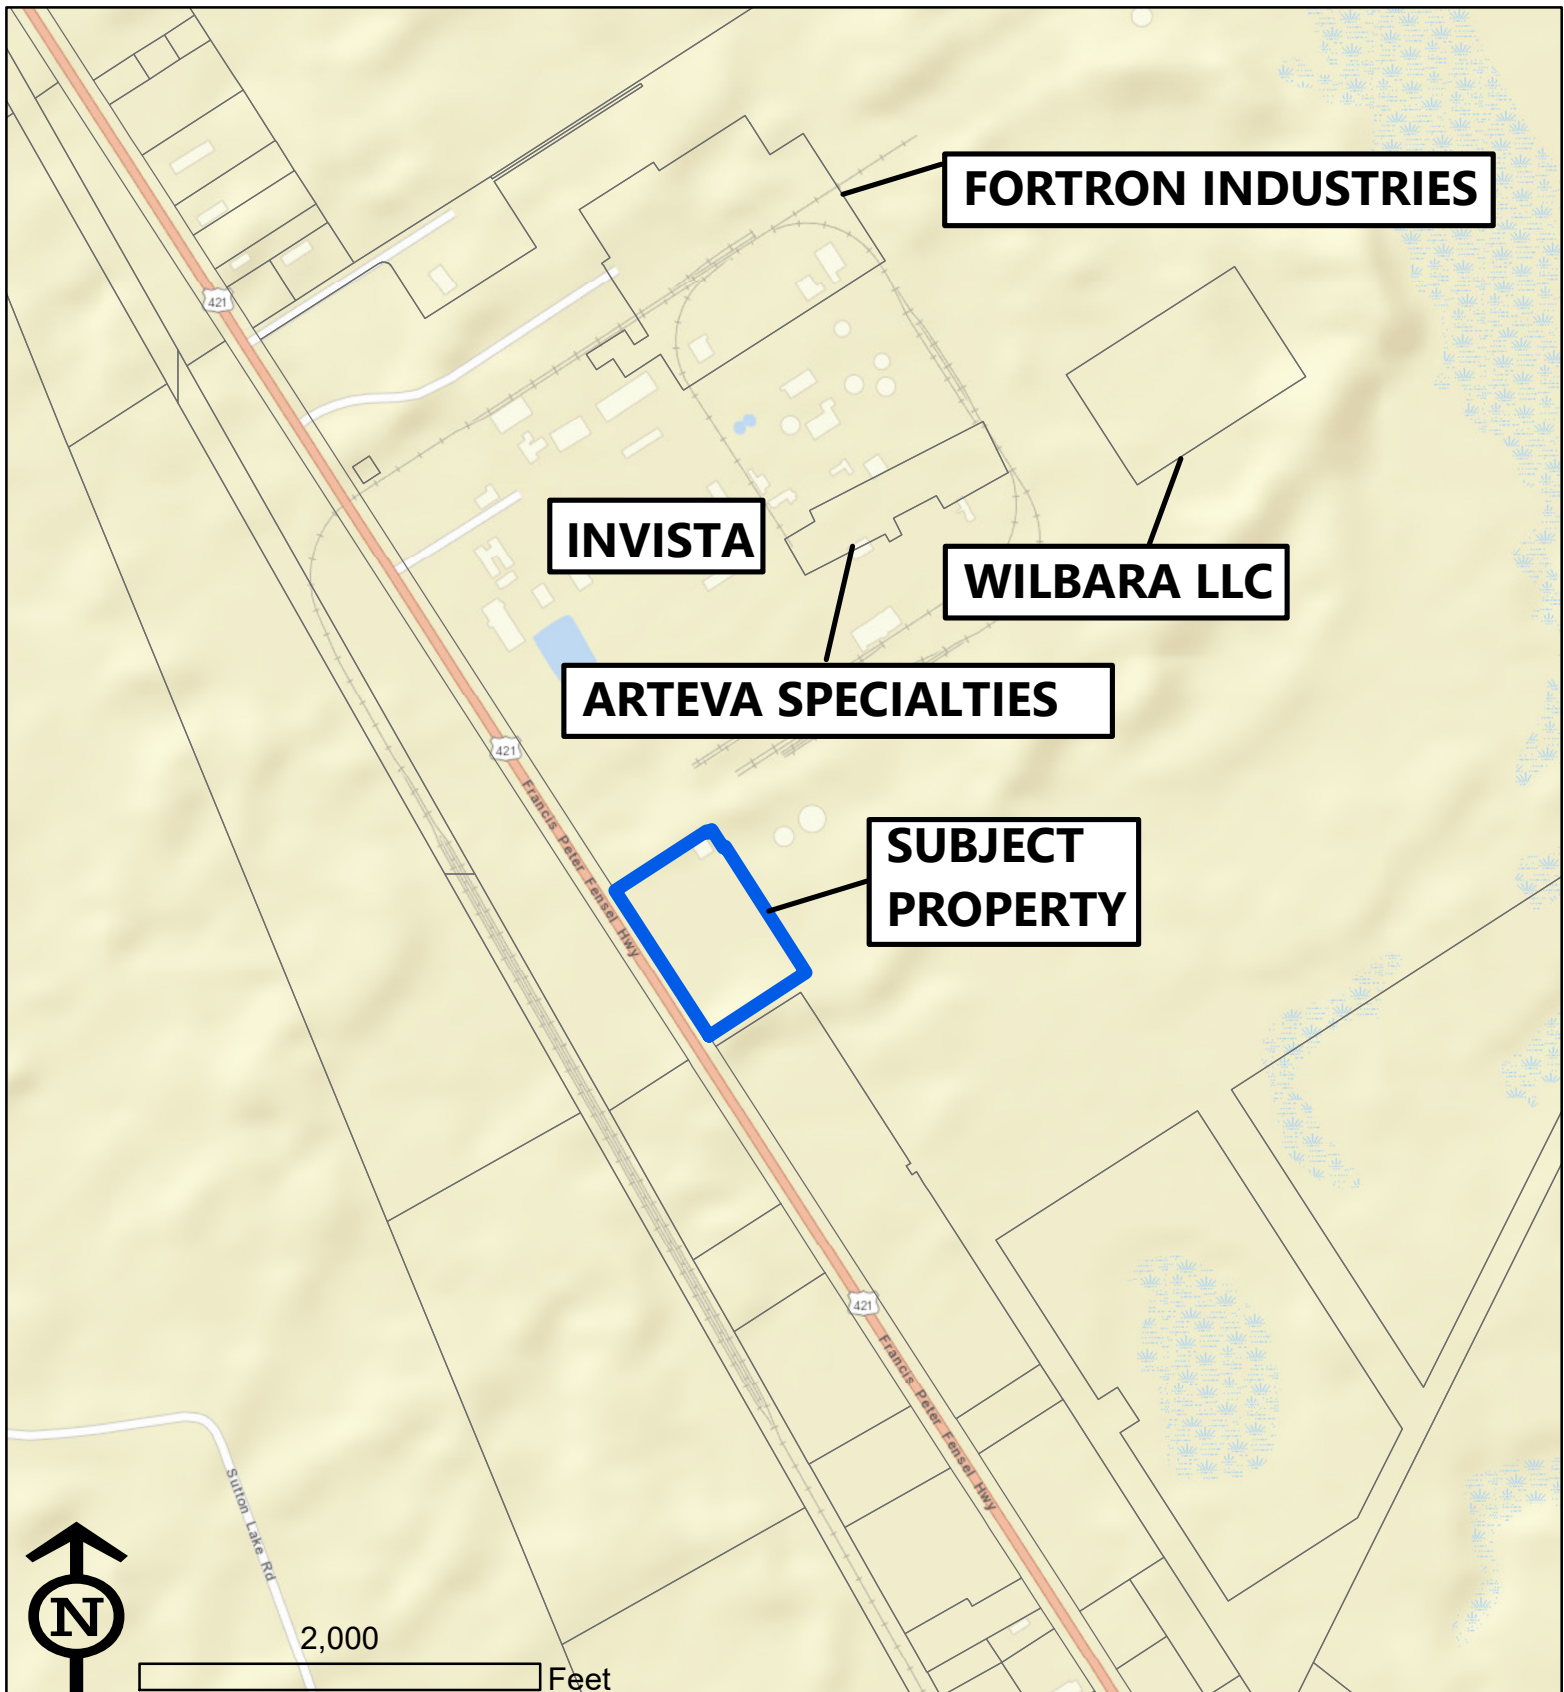 FORTRON INDUSTRIES
421
INVISTA
WILBARA LLC
ARTEVA SPECIALTIES
421
Francis Peter Fensel Hwy
SUBJECT
PROPERTY
421
Francis Peter Fensel Hwy
Sutton Lake Rd
N
2,000
Feet